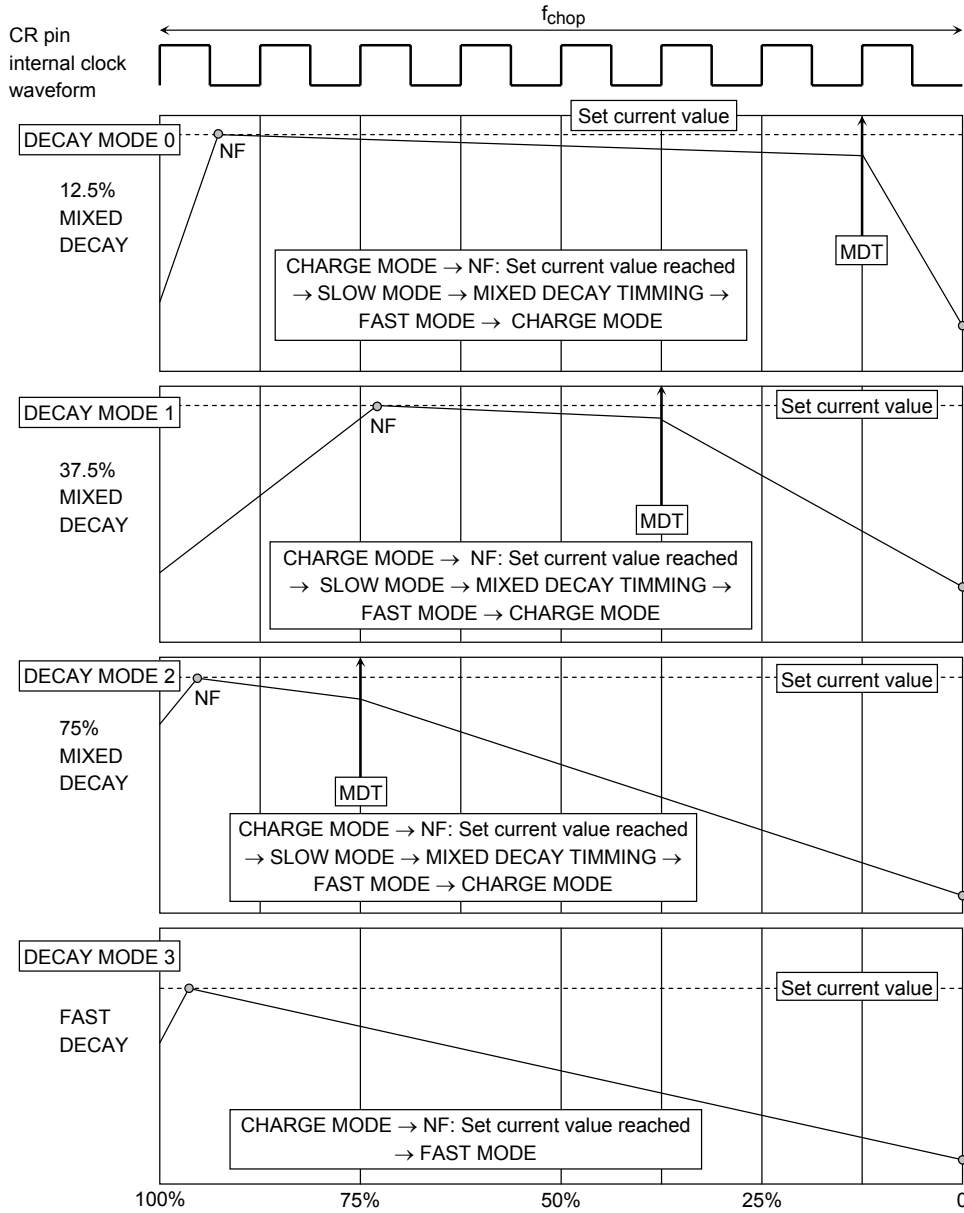 f_chop
CR pin
internal clock
waveform
Set current value
DECAY MODE 0
NF
12.5%
MIXED
DECAY
MDT
CHARGE MODE → NF: Set current value reached
→ SLOW MODE → MIXED DECAY TIMMING →
FAST MODE → CHARGE MODE
DECAY MODE 1
Set current value
NF
37.5%
MIXED
DECAY
MDT
CHARGE MODE → NF: Set current value reached
→ SLOW MODE → MIXED DECAY TIMMING →
FAST MODE → CHARGE MODE
DECAY MODE 2
Set current value
NF
75%
MIXED
DECAY
MDT
CHARGE MODE → NF: Set current value reached
→ SLOW MODE → MIXED DECAY TIMMING →
FAST MODE → CHARGE MODE
DECAY MODE 3
Set current value
FAST
DECAY
CHARGE MODE → NF: Set current value reached
→ FAST MODE
100% 75% 50% 25% 0